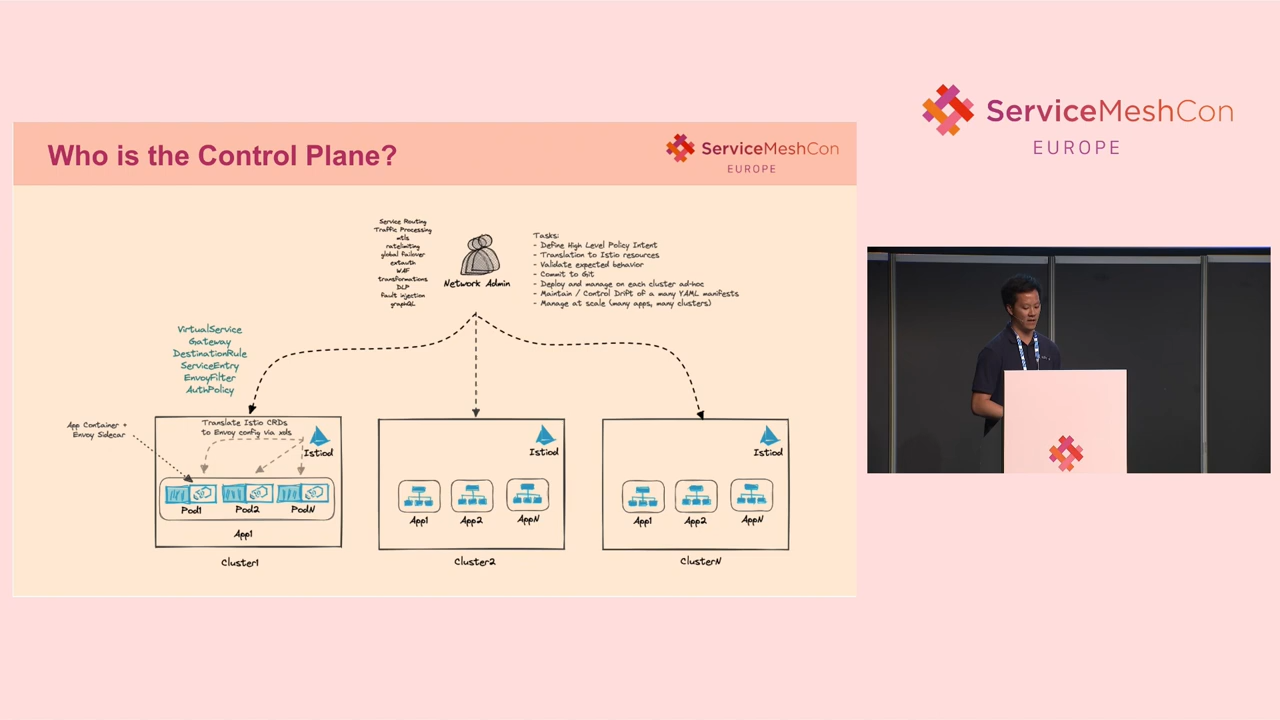 Who is the Control Plane?
ServiceMeshCon
EUROPE
ServiceMeshCon
EUROPE
Service Routing
Traffic Processing
mtls
ratelimiting
global failover
extauth
WAF
transformations
DLP
fault injection
graphQL
Network Admin
Tasks:
- Define High Level Policy Intent
- Translation to Istio resources
- Validate expected behavior
- Commit to Git
- Deploy and manage on each cluster ad-hoc
- Maintain / Control Drift of a many YAML manifests
- Manage at scale (many apps, many clusters)
VirtualService
Gateway
DestinationRule
ServiceEntry
EnvoyFilter
AuthPolicy
App Container +
Envoy Sidecar
Translate Istio CRDs
to Envoy config via xds
Istiod
Pod1 Pod2 PodN
App1
Cluster1
Istiod
App1 App2 AppN
Cluster2
Istiod
App1 App2 AppN
ClusterN